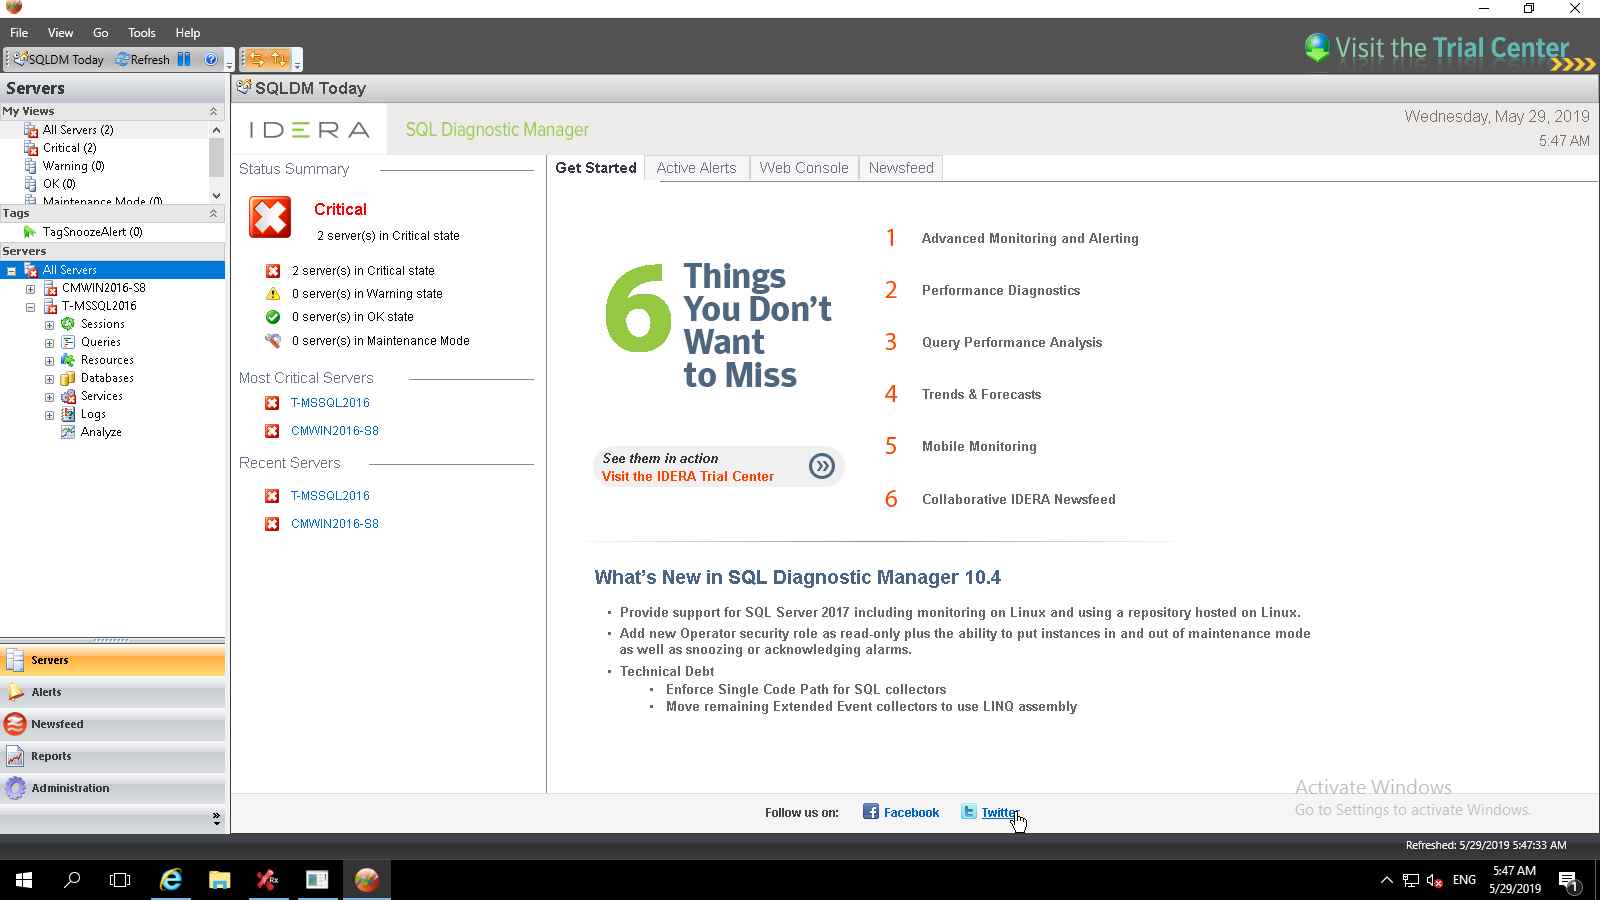 File View Go Tools Help
SQLDM Today Refresh
Visit the Trial Center
Servers
My Views
All Servers (2)
Critical (2)
Warning (0)
OK (0)
Maintenance Mode (0)
Tags
TagSnoozeAlert (0)
Servers
All Servers
CMWIN2016-S8
T-MSSQL2016
Sessions
Queries
Resources
Databases
Services
Logs
Analyze
Servers
Alerts
Newsfeed
Reports
Administration
SQLDM Today
IDERA SQL Diagnostic Manager
Wednesday, May 29, 2019
5:47 AM
Status Summary
Critical
2 server(s) in Critical state
2 server(s) in Critical state
0 server(s) in Warning state
0 server(s) in OK state
0 server(s) in Maintenance Mode
Most Critical Servers
T-MSSQL2016
CMWIN2016-S8
Recent Servers
T-MSSQL2016
CMWIN2016-S8
Get Started Active Alerts Web Console Newsfeed
6 Things
You Don't
Want
to Miss
See them in action
Visit the IDERA Trial Center
1 Advanced Monitoring and Alerting
2 Performance Diagnostics
3 Query Performance Analysis
4 Trends & Forecasts
5 Mobile Monitoring
6 Collaborative IDERA Newsfeed
What's New in SQL Diagnostic Manager 10.4
• Provide support for SQL Server 2017 including monitoring on Linux and using a repository hosted on Linux.
• Add new Operator security role as read-only plus the ability to put instances in and out of maintenance mode
as well as snoozing or acknowledging alarms.
• Technical Debt
• Enforce Single Code Path for SQL collectors
• Move remaining Extended Event collectors to use LINQ assembly
Activate Windows
Go to Settings to activate Windows.
Follow us on: Facebook Twitter
Refreshed: 5/29/2019 5:47:33 AM
ENG
5:47 AM
5/29/2019
1